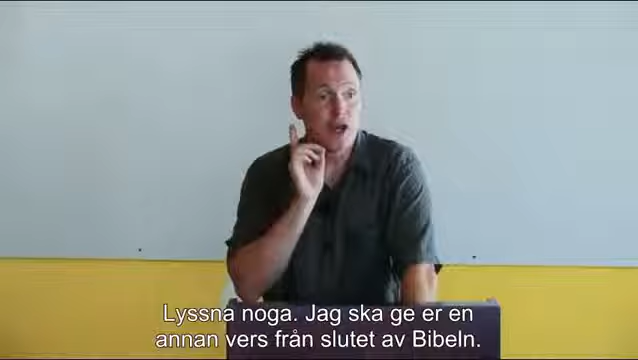 Lyssna noga. Jag ska ge er en
annan vers från slutet av Bibeln.